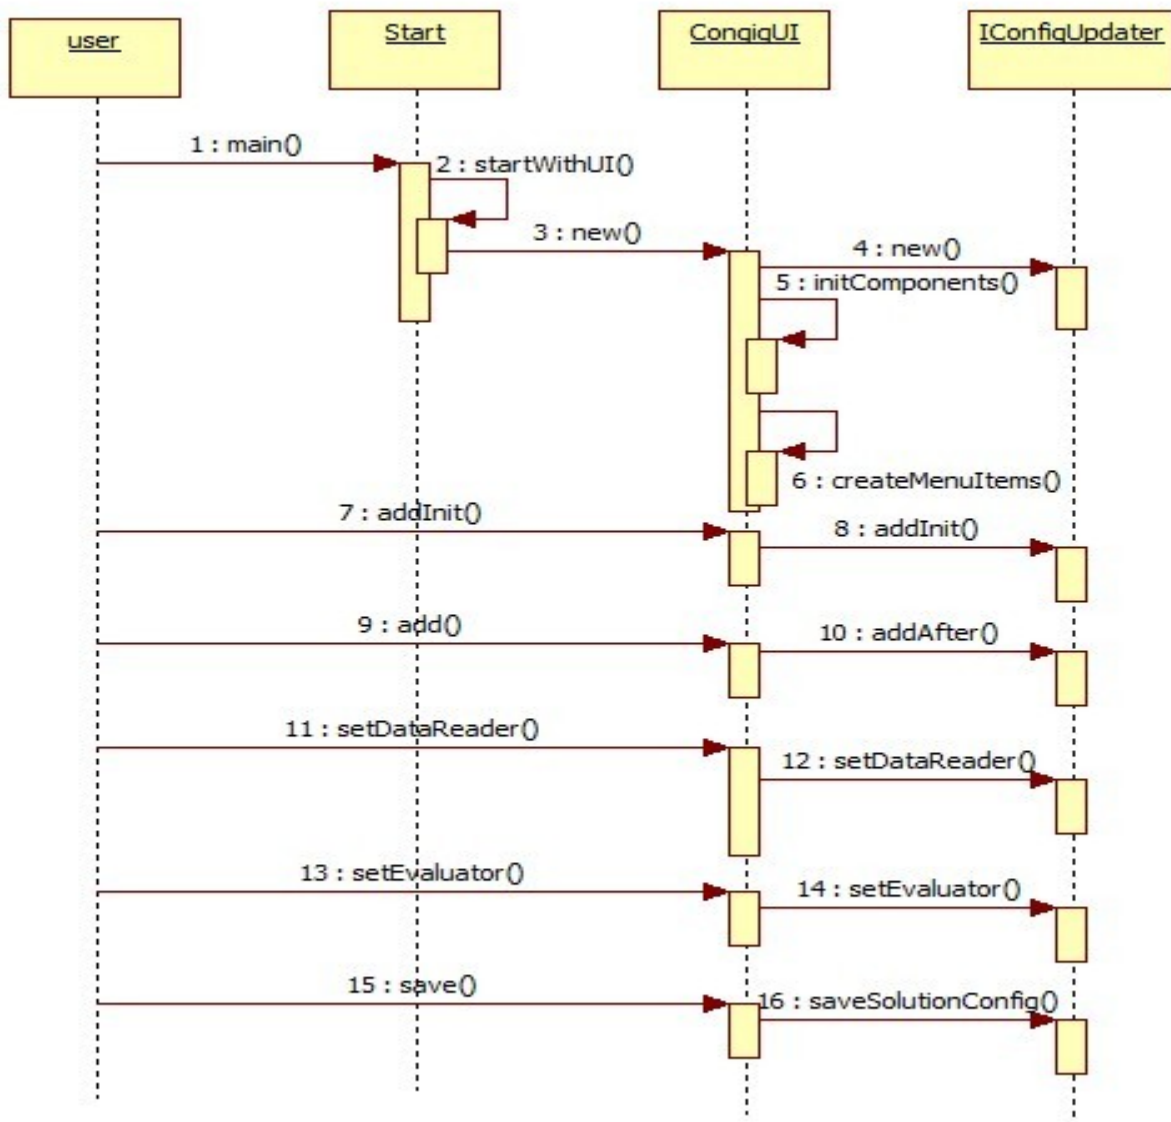 user
Start
CongigUI
IConfigUpdater
1 : main()
2 : startWithUI()
3 : new()
4 : new()
5 : initComponents()
6 : createMenuItems()
7 : addInit()
8 : addInit()
9 : add()
10 : addAfter()
11 : setDataReader()
12 : setDataReader()
13 : setEvaluator()
14 : setEvaluator()
15 : save()
16 : saveSolutionConfig()